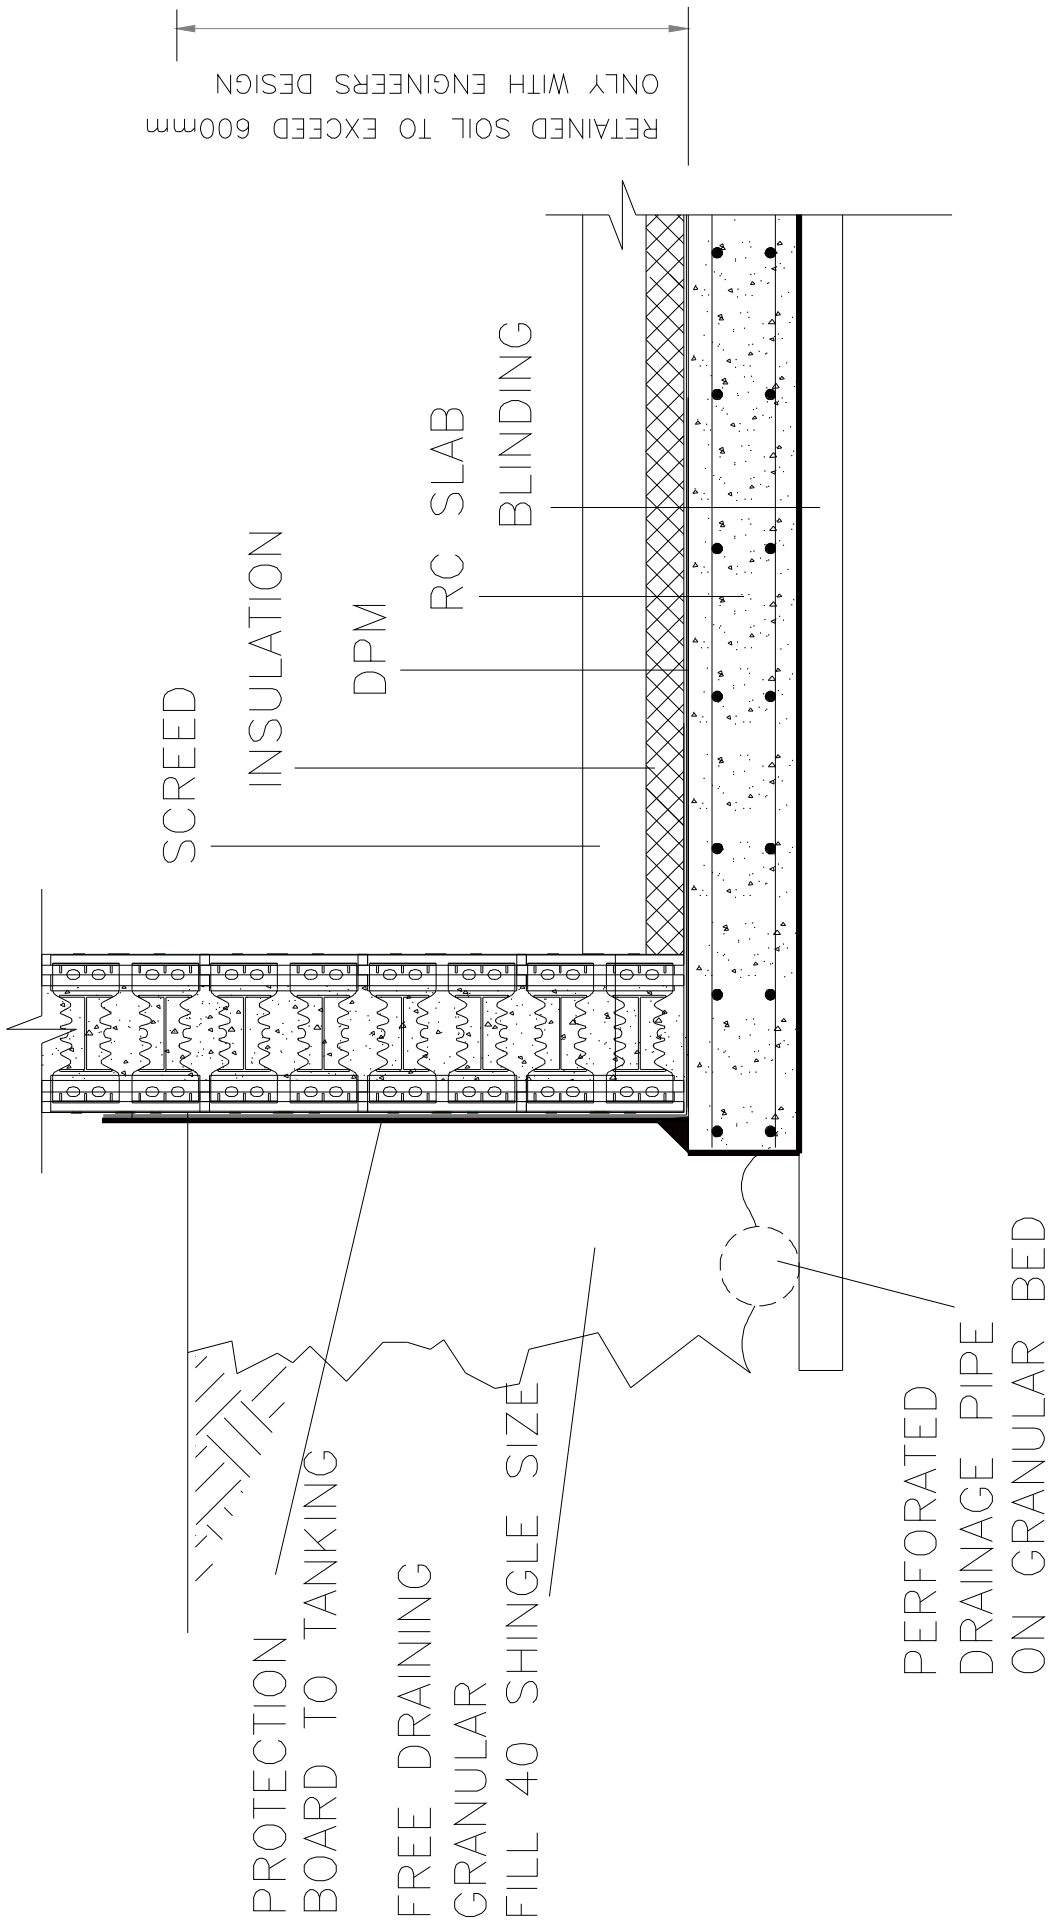 RETAINED SOIL TO EXCEED 600mm
ONLY WITH ENGINEERS DESIGN
SCREED
INSULATION
DPM
RC SLAB
BLINDING
PROTECTION
BOARD TO TANKING
FREE DRAINING
GRANULAR
FILL 40 SHINGLE SIZE
PERFORATED
DRAINAGE PIPE
ON GRANULAR BED